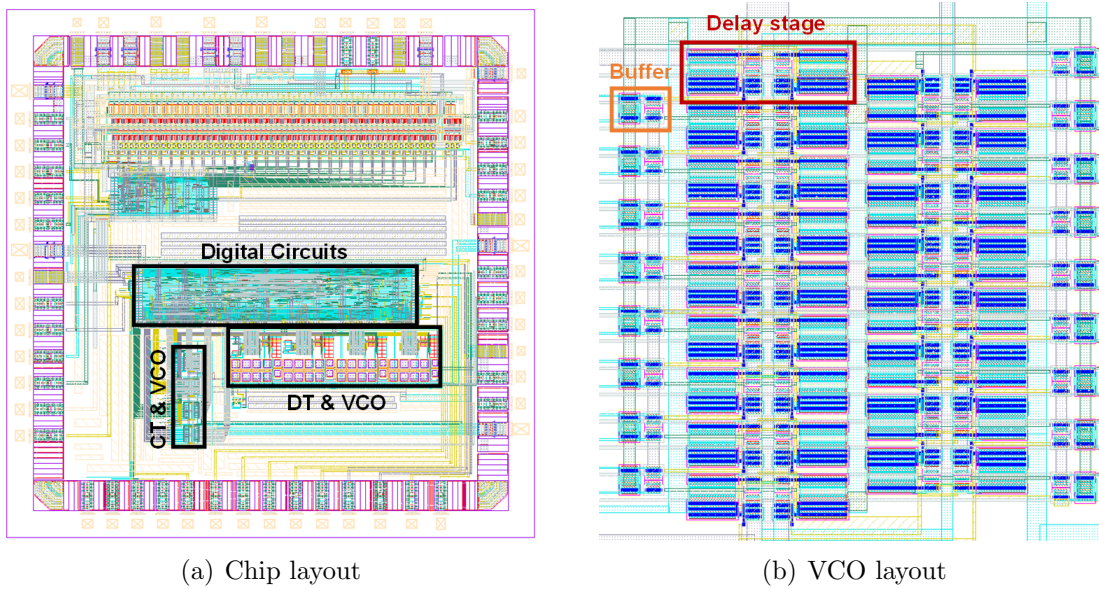 Digital Circuits
CT & VCO
DT & VCO
(a) Chip layout
Delay stage
Buffer
(b) VCO layout